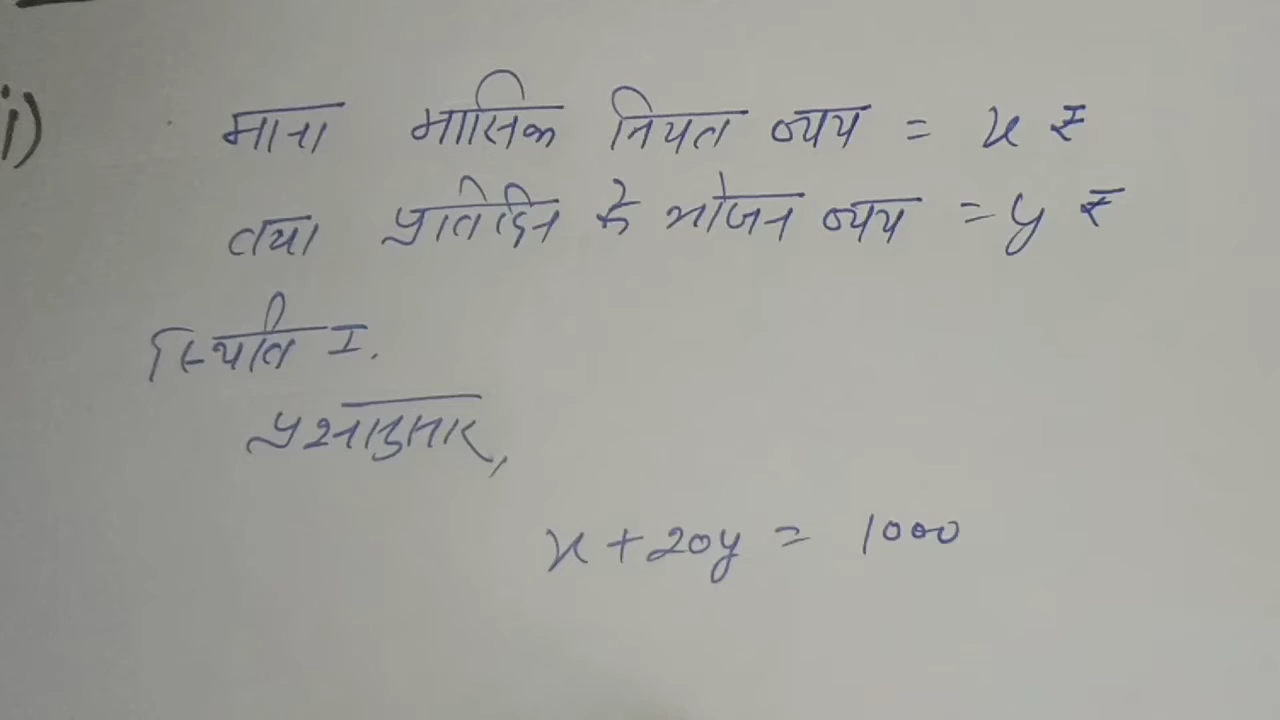 i)
माना मासिक नियत व्यय = x ₹
तथा प्रतिदिन के भोजन व्यय = y ₹
स्थिति I.
प्रश्नानुसार,
x + 20y = 1000